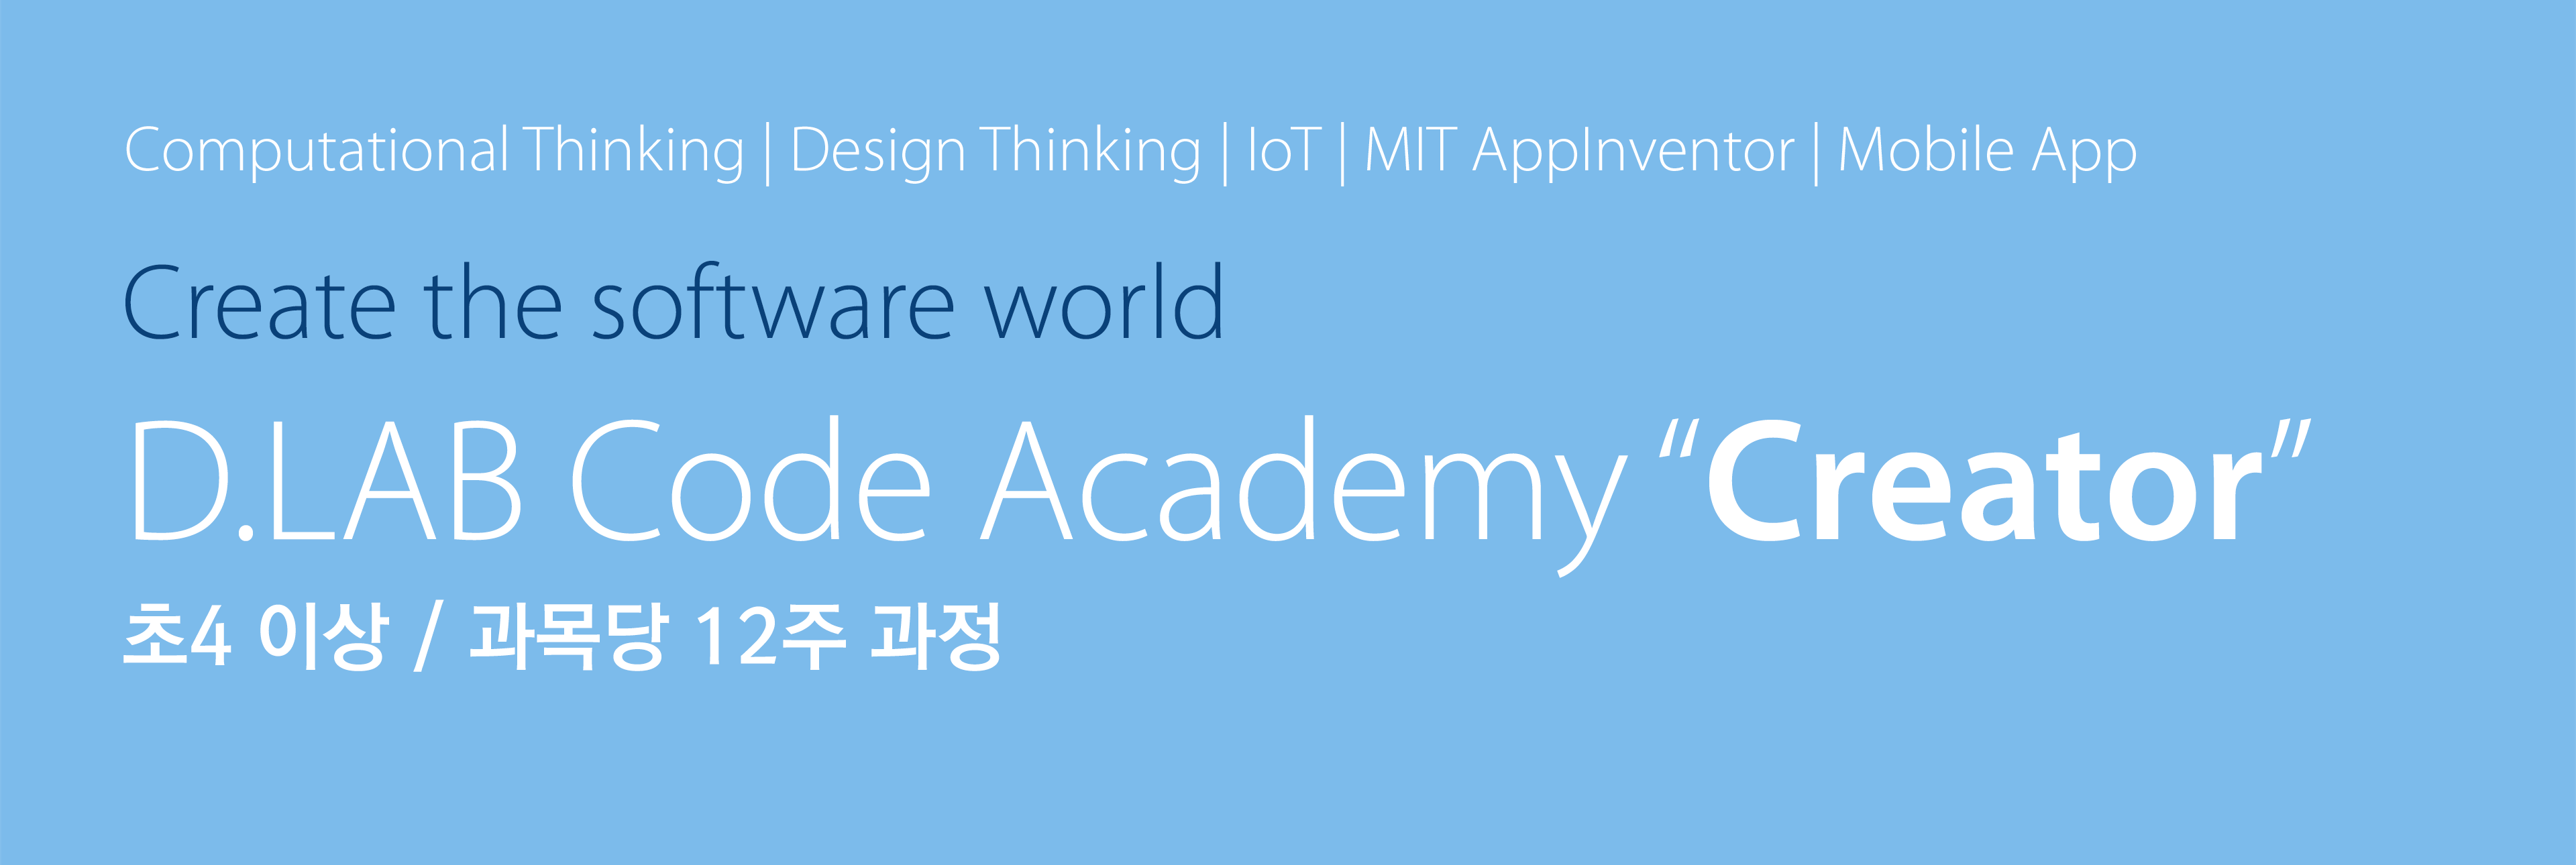 Computational Thinking | Design Thinking | IoT | MIT AppInventor | Mobile App
Create the software world
D.LAB Code Academy “Creator”
초4 이상 / 과목당 12주 과정